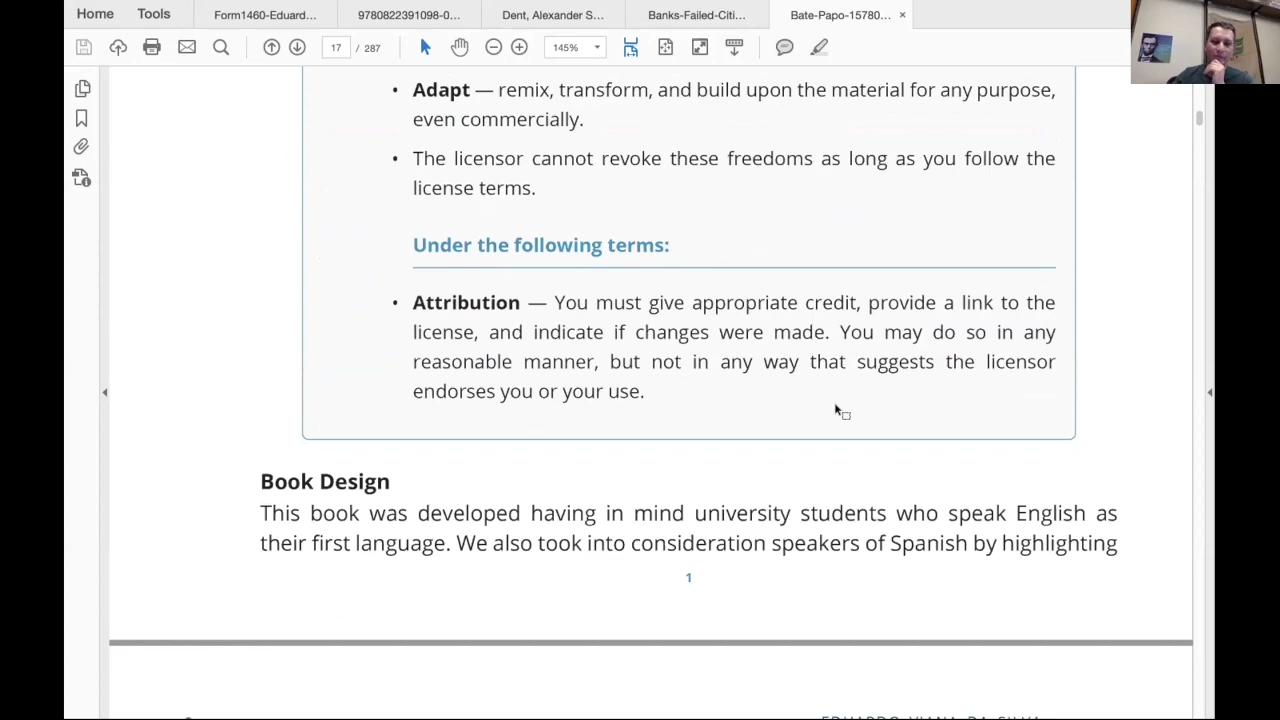 Home Tools Form1460-Eduard... 9780822391098-0... Dent, Alexander S... Banks-Failed-Citi... Bate-Papo-15780... ×
17 / 287 145%
• Adapt — remix, transform, and build upon the material for any purpose,
even commercially.
• The licensor cannot revoke these freedoms as long as you follow the
license terms.
Under the following terms:
• Attribution — You must give appropriate credit, provide a link to the
license, and indicate if changes were made. You may do so in any
reasonable manner, but not in any way that suggests the licensor
endorses you or your use.
Book Design
This book was developed having in mind university students who speak English as
their first language. We also took into consideration speakers of Spanish by highlighting
1
EDUARDO VIANA DA SILVA